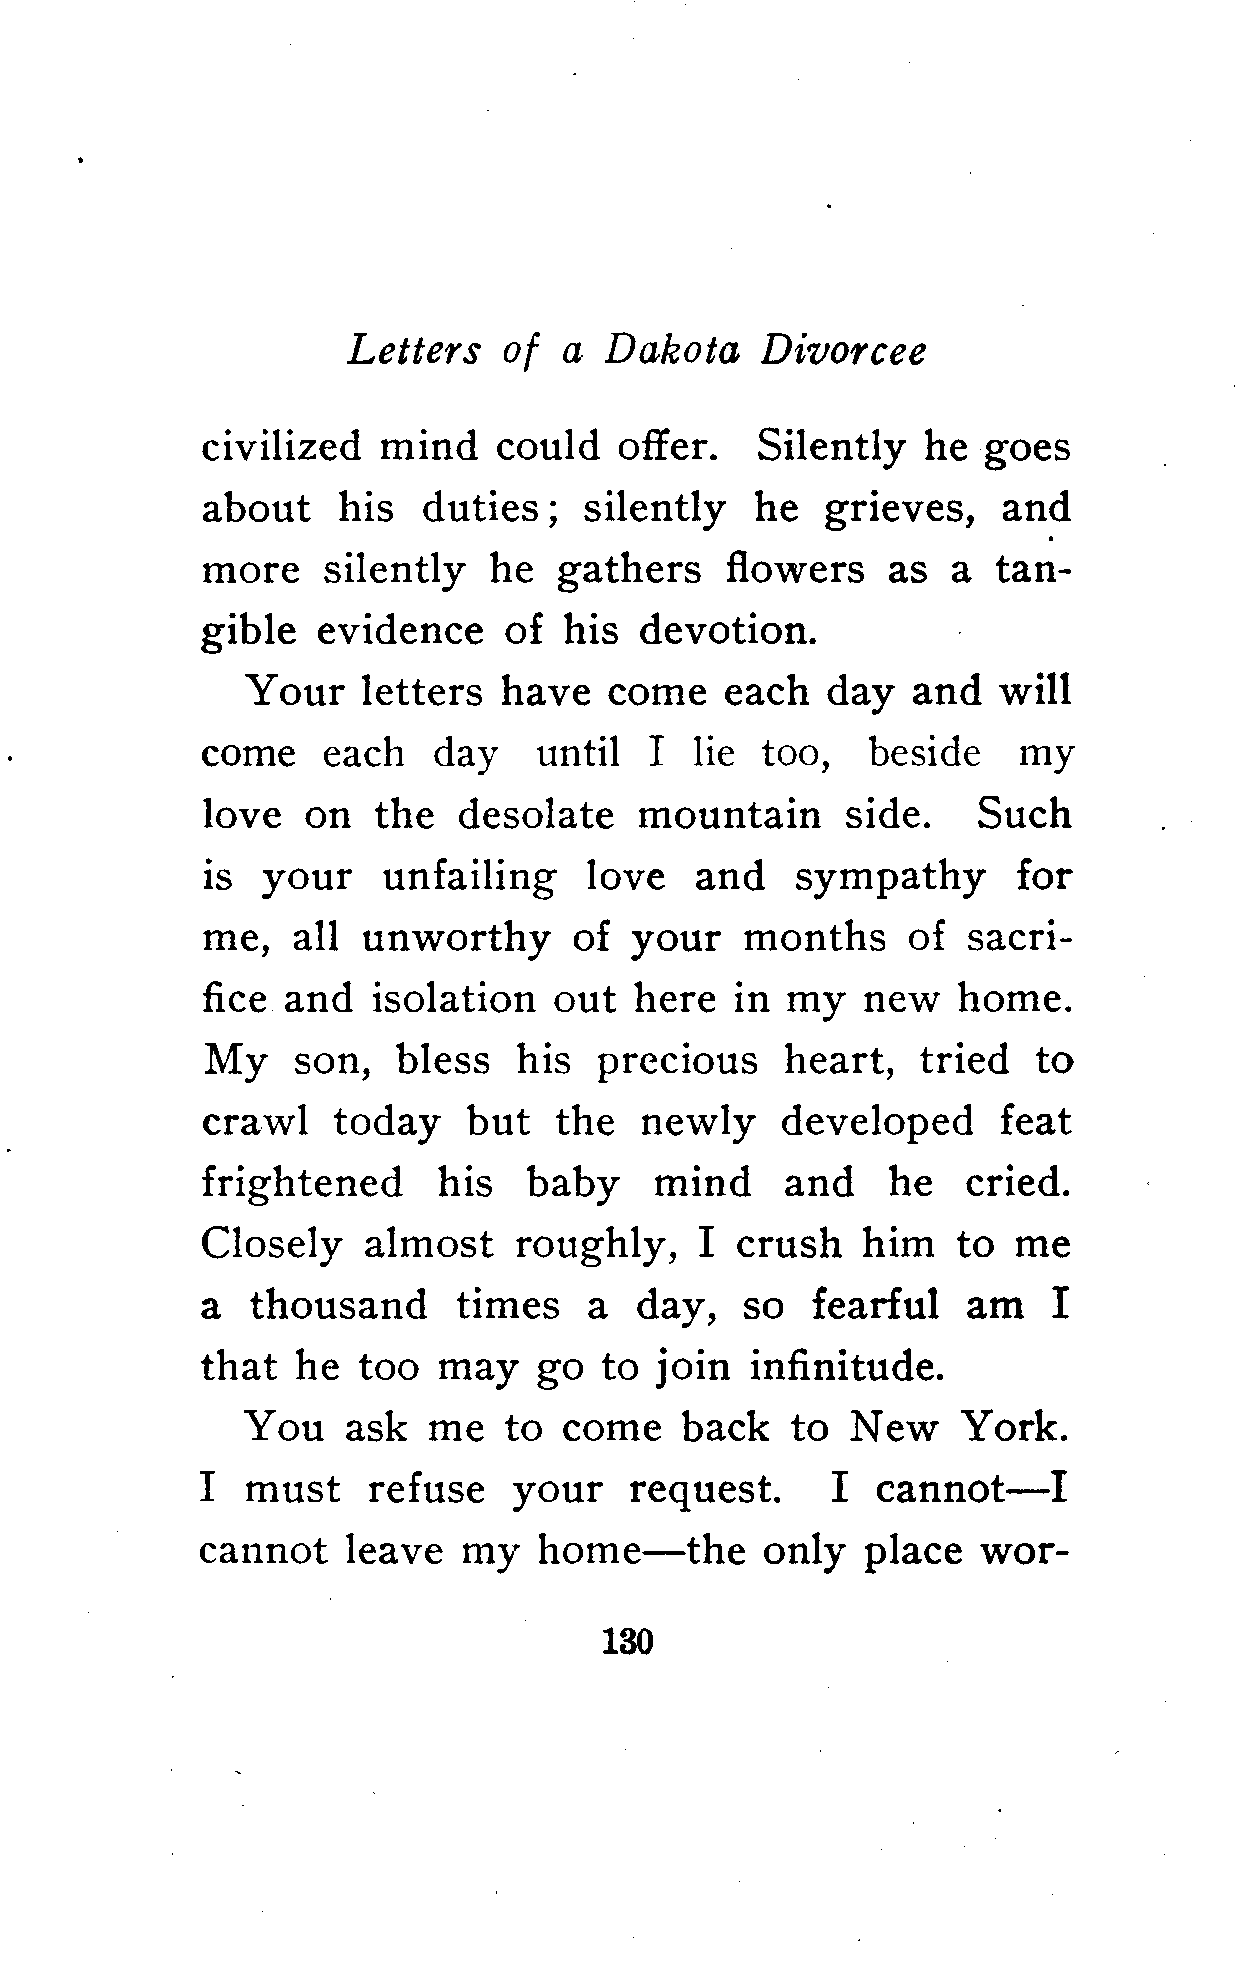 Letters of a Dakota Divorcee
civilized mind could offer. Silently he goes
about his duties; silently he grieves, and
more silently he gathers flowers as a tan-
gible evidence of his devotion.
Your letters have come each day and will
come each day until I lie too, beside my
love on the desolate mountain side. Such
is your unfailing love and sympathy for
me, all unworthy of your months of sacri-
fice and isolation out here in my new home.
My son, bless his precious heart, tried to
crawl today but the newly developed feat
frightened his baby mind and he cried.
Closely almost roughly, I crush him to me
a thousand times a day, so fearful am I
that he too may go to join infinitude.
You ask me to come back to New York.
I must refuse your request. I cannot—I
cannot leave my home—the only place wor-
130